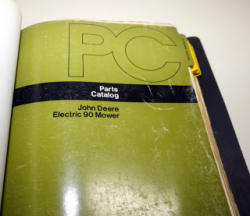 PC
Parts
Catalog
John Deere
Electric 90 Mower